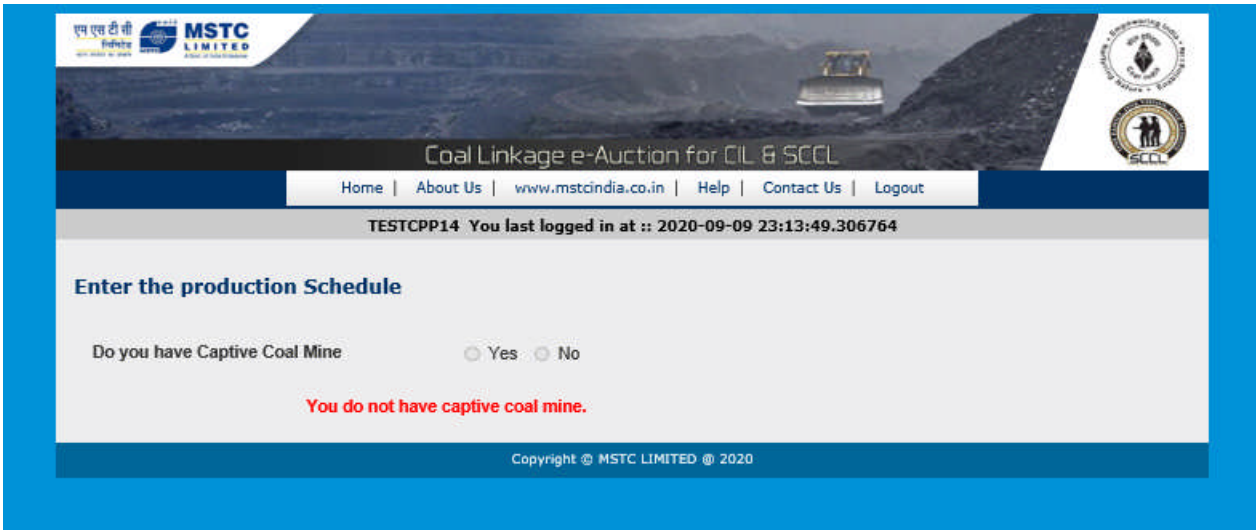 एम एस टी सी
लिमिटेड
MSTC
LIMITED
Coal Linkage e-Auction for CIL & SCCL
Coal India
SCCL
Home | About Us | www.mstcindia.co.in | Help | Contact Us | Logout
TESTCPP14 You last logged in at :: 2020-09-09 23:13:49.306764
Enter the production Schedule
Do you have Captive Coal Mine Yes No
You do not have captive coal mine.
Copyright © MSTC LIMITED @ 2020